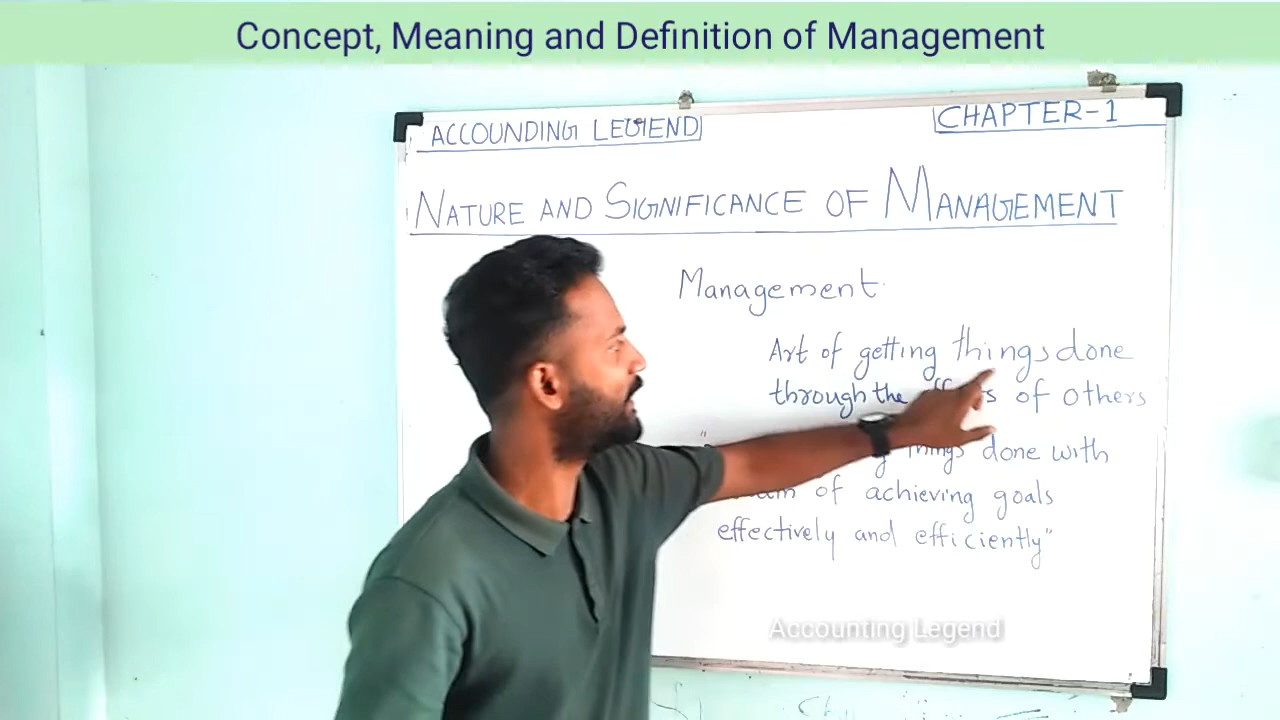 Concept, Meaning and Definition of Management
ACCOUNDING LEGEND
CHAPTER-1
NATURE AND SIGNIFICANCE OF MANAGEMENT
Management
Art of getting things done
through the of others
things done with
of achieving goals
effectively and efficiently"
Accounting Legend